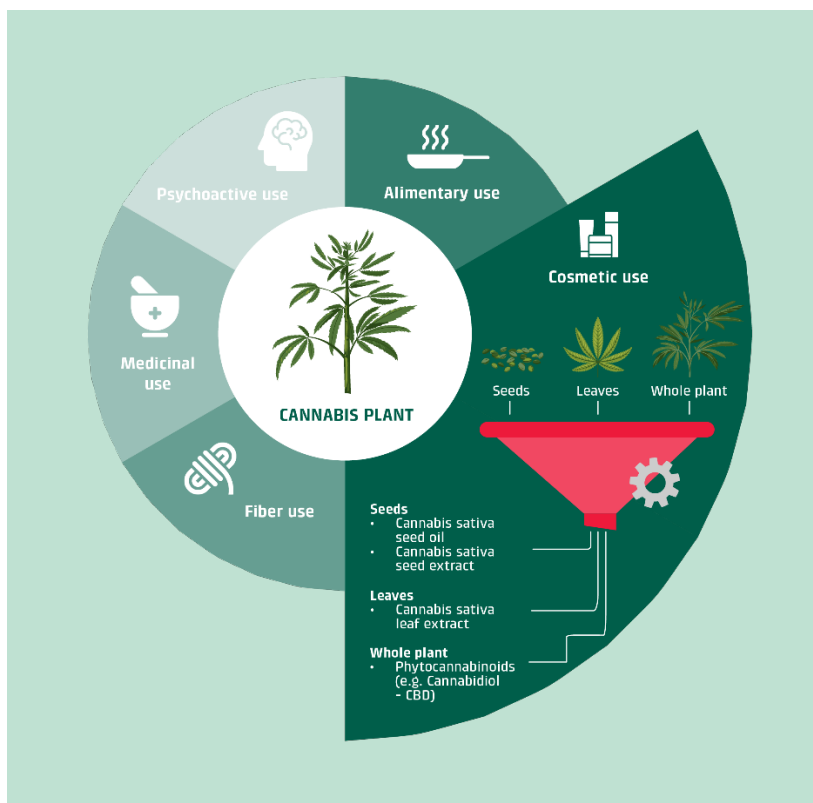 Psychoactive use
Alimentary use
Cosmetic use
Medicinal
use
Seeds
Leaves
Whole plant
CANNABIS PLANT
Fiber use
Seeds
• Cannabis sativa
seed oil
• Cannabis sativa
seed extract
Leaves
• Cannabis sativa
leaf extract
Whole plant
• Phytocannabinoids
(e.g. Cannabidiol
- CBD)